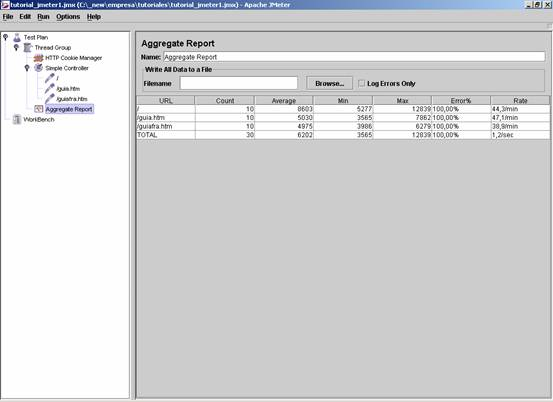 tutorial_jmeter1.jmx (C:\_new\empresa\tutoriales\tutorial_jmeter1.jmx) - Apache JMeter
File Edit Run Options Help
Test Plan
Thread Group
HTTP Cookie Manager
Simple Controller
/
/guia.htm
/guiafra.htm
Aggregate Report
WorkBench
Aggregate Report
Name: Aggregate Report
Write All Data to a File
Filename Browse... Log Errors Only
URL Count Average Min Max Error% Rate
/ 10 8603 5277 12839 100,00% 44,3/min
/guia.htm 10 5030 3565 7862 100,00% 47,1/min
/guiafra.htm 10 4975 3986 6279 100,00% 38,9/min
TOTAL 30 6202 3565 12839 100,00% 1,2/sec